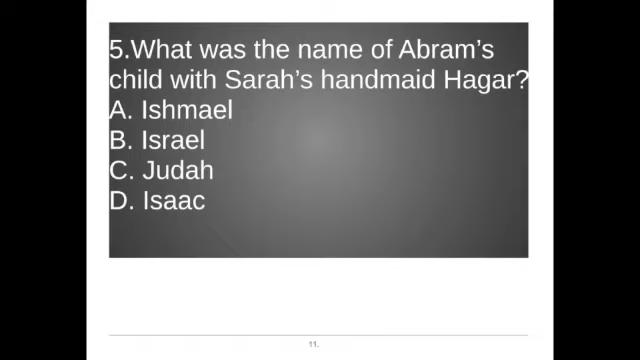 5.What was the name of Abram's
child with Sarah's handmaid Hagar?
A. Ishmael
B. Israel
C. Judah
D. Isaac
11.